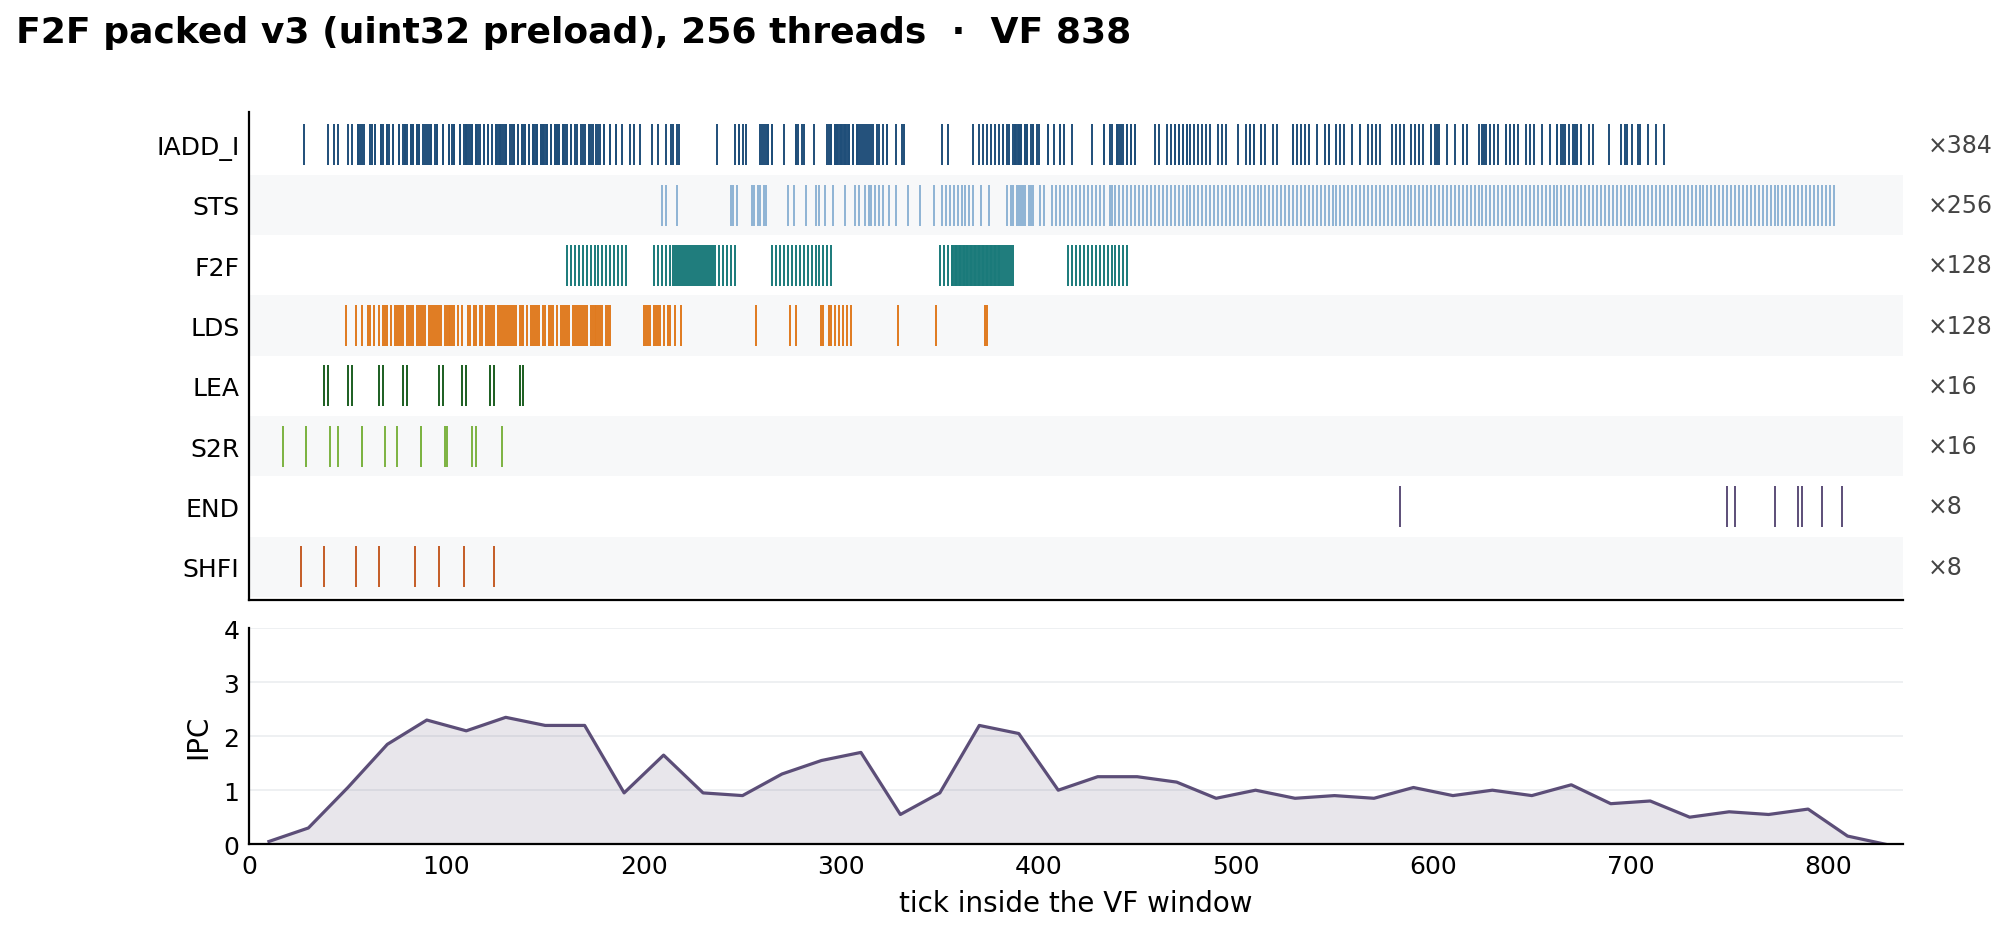 F2F packed v3 (uint32 preload), 256 threads · VF 838
IADD_I ×384
STS ×256
F2F ×128
LDS ×128
LEA ×16
S2R ×16
END ×8
SHFI ×8
4
3
2
1
0
IPC
0 100 200 300 400 500 600 700 800
tick inside the VF window